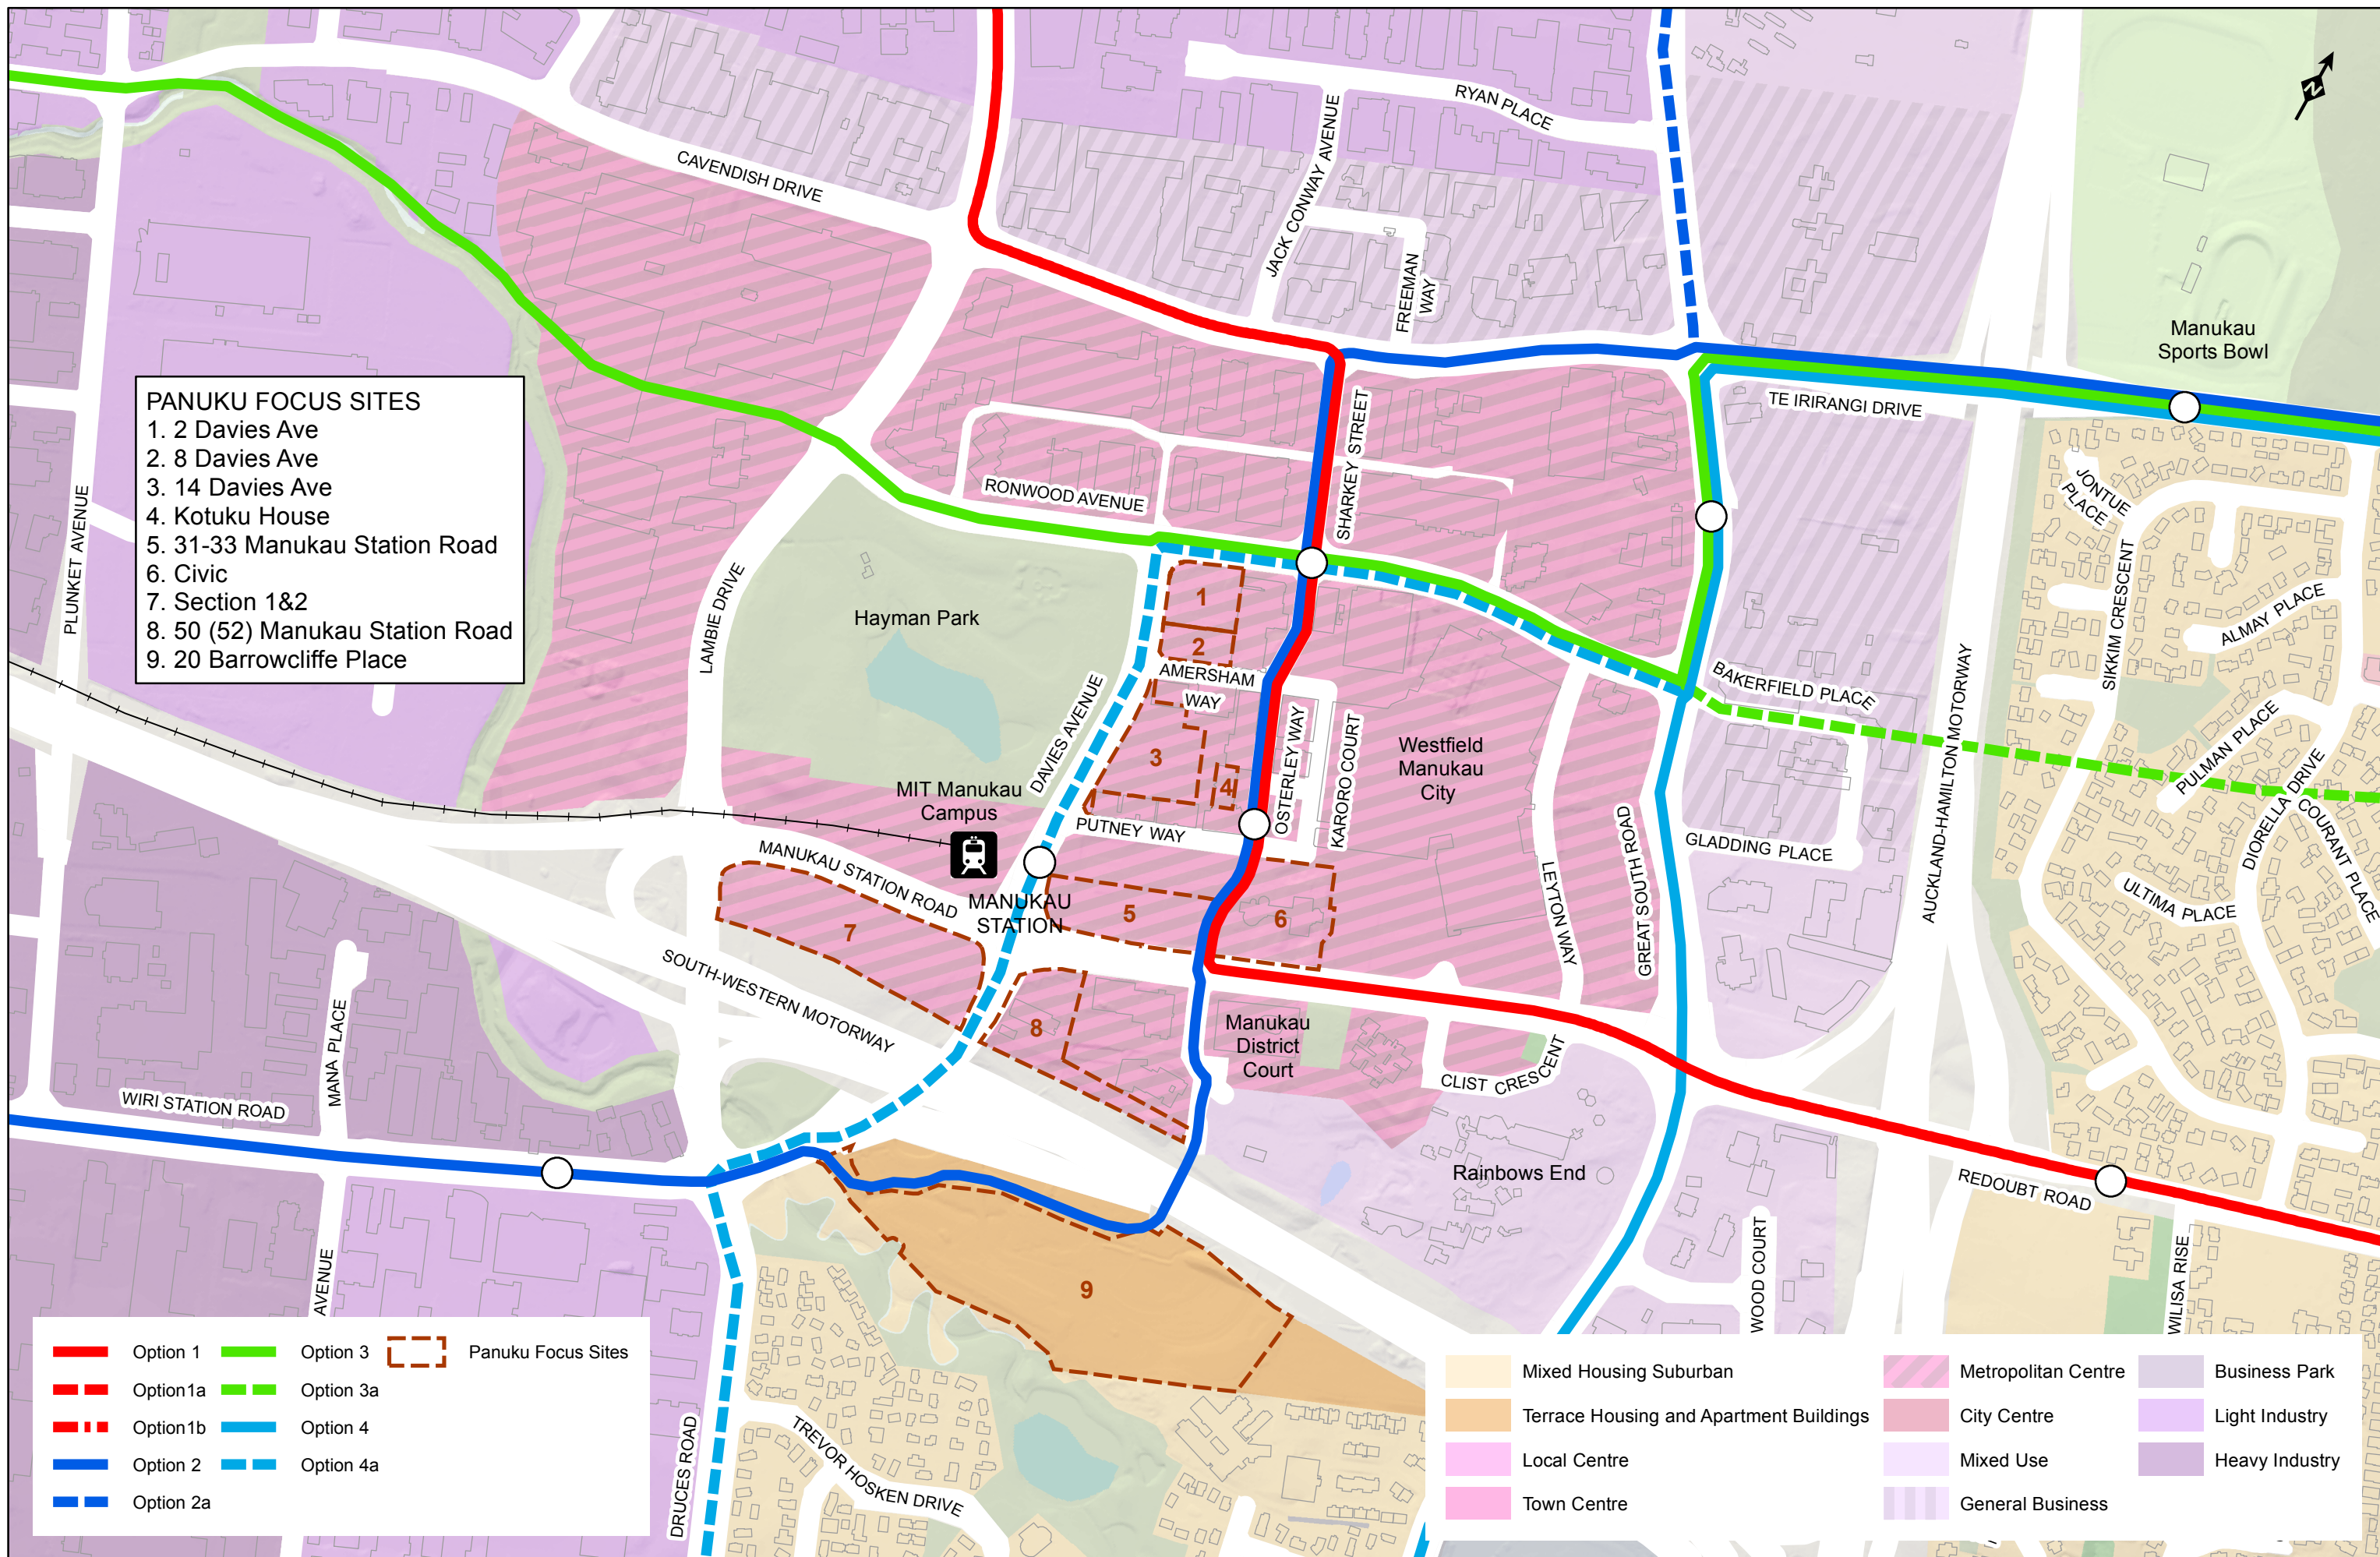 RYAN PLACE
JACK CONWAY AVENUE
CAVENDISH DRIVE
FREEMAN
WAY
Manukau
Sports Bowl
N
TE IRIRANGI DRIVE
SHARKEY STREET
PANUKU FOCUS SITES
1. 2 Davies Ave
2. 8 Davies Ave
3. 14 Davies Ave
4. Kotuku House
5. 31-33 Manukau Station Road
6. Civic
7. Section 1&2
8. 50 (52) Manukau Station Road
9. 20 Barrowcliffe Place
PLUNKET AVENUE
RONWOOD AVENUE
JONTUE
PLACE
SIKKIM CRESCENT
ALMAY PLACE
LAMBIE DRIVE
Hayman Park
1
2
AMERSHAM
WAY
BAKERFIELD PLACE
AUCKLAND-HAMILTON MOTORWAY
PULMAN PLACE
DAVIES AVENUE
3
4
OSTERLEY WAY
KARORO COURT
Westfield
Manukau
City
MIT Manukau
Campus
PUTNEY WAY
DIORELLA DRIVE
COURANT PLACE
GREAT SOUTH ROAD
GLADDING PLACE
LEYTON WAY
MANUKAU STATION ROAD
MANUKAU
STATION
5
6
7
ULTIMA PLACE
SOUTH-WESTERN MOTORWAY
8
Manukau
District
Court
MANA PLACE
WIRI STATION ROAD
CLIST CRESCENT
Rainbows End
REDOUBT ROAD
WOOD COURT
WILISA RISE
AVENUE
9
DRUCES ROAD
TREVOR HOSKEN DRIVE
Option 1
Option1a
Option1b
Option 2
Option 2a
Option 3
Option 3a
Option 4
Option 4a
Panuku Focus Sites
Mixed Housing Suburban
Terrace Housing and Apartment Buildings
Local Centre
Town Centre
Metropolitan Centre
City Centre
Mixed Use
General Business
Business Park
Light Industry
Heavy Industry